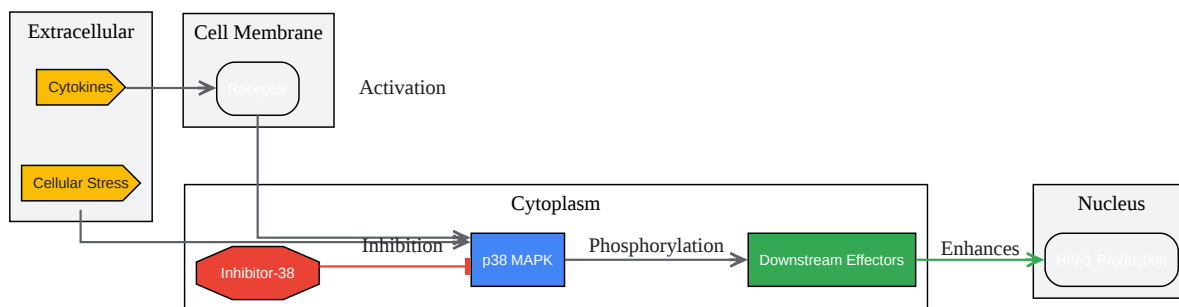 Extracellular
Cell Membrane
Cytokines
Receptor
Activation
Cellular Stress
Cytoplasm
Nucleus
Inhibition
Phosphorylation
Enhances
Inhibitor-38
p38 MAPK
Downstream Effectors
HIV-1 Production